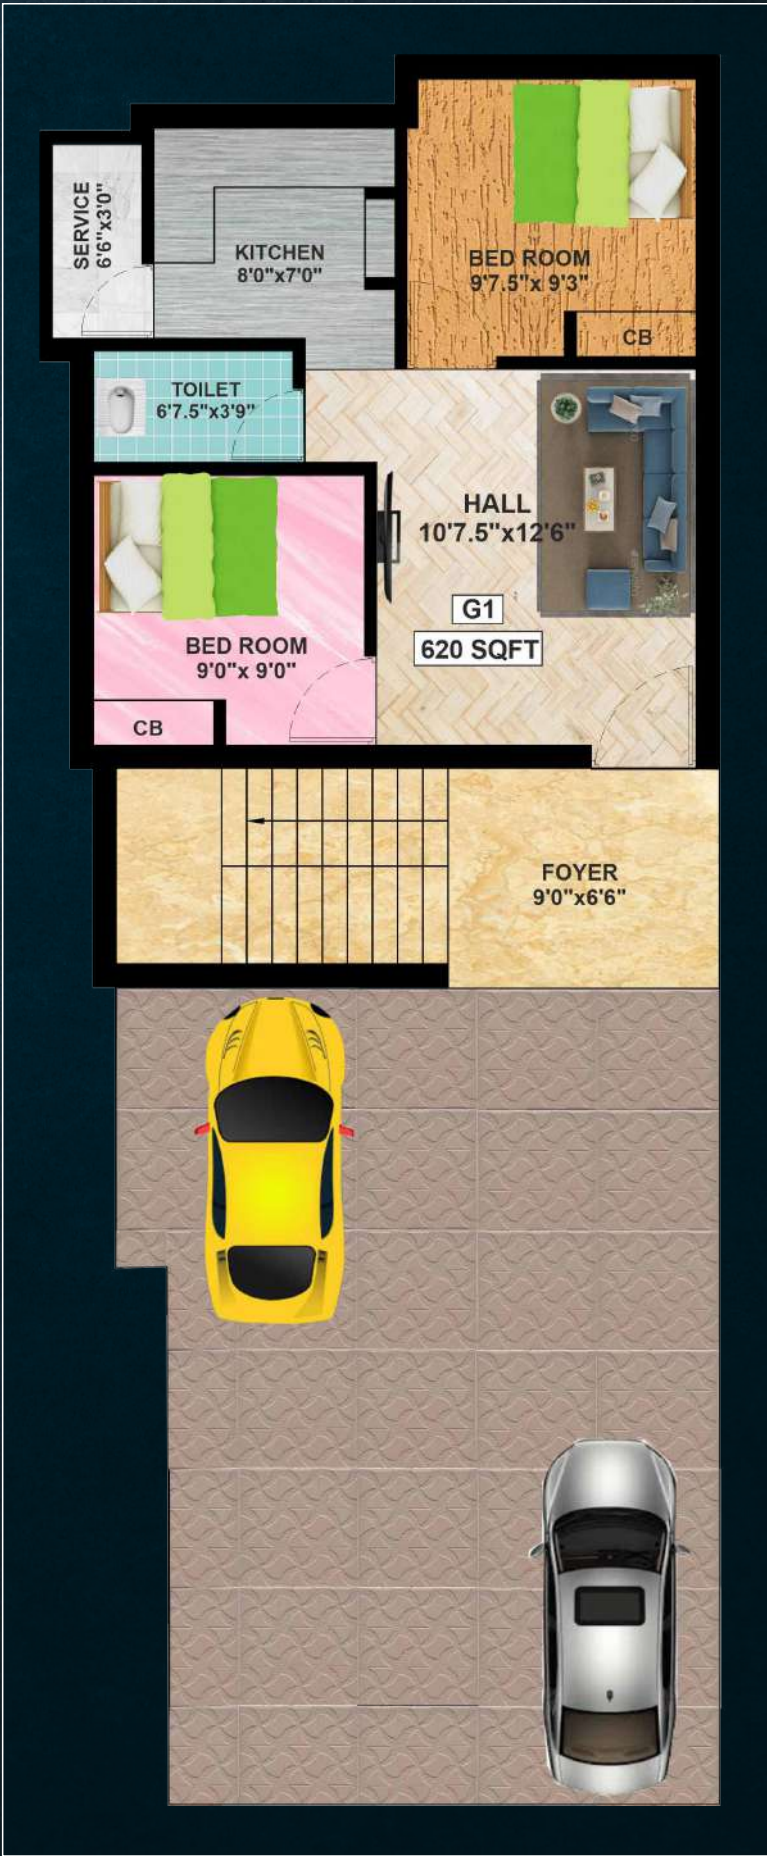 SERVICE
6'6"x3'0"
KITCHEN
8'0"x7'0"
BED ROOM
9'7.5"x 9'3"
CB
TOILET
6'7.5"x3'9"
HALL
10'7.5"x12'6"
G1
620 SQFT
BED ROOM
9'0"x 9'0"
CB
FOYER
9'0"x6'6"